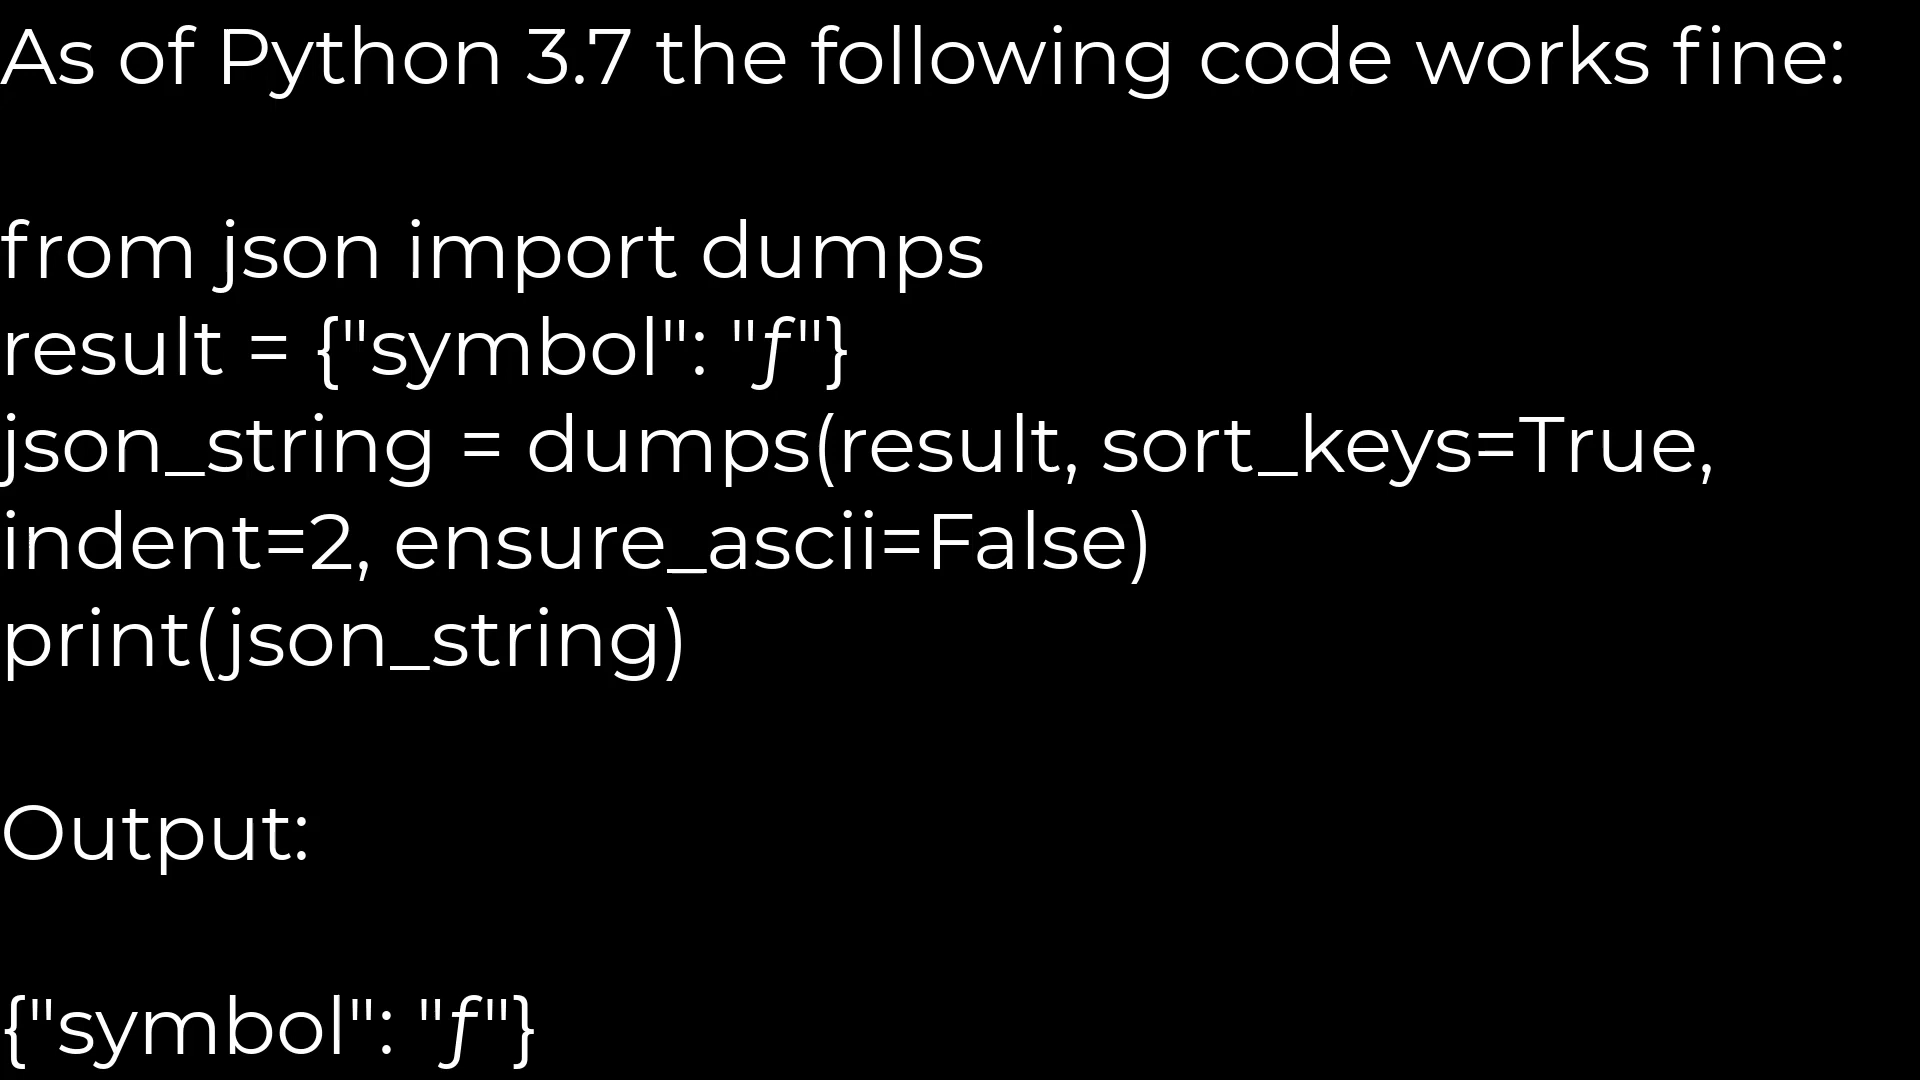 As of Python 3.7 the following code works fine:
from json import dumps
result = {"symbol": "ƒ"}
json_string = dumps(result, sort_keys=True,
indent=2, ensure_ascii=False)
print(json_string)
Output:
{"symbol": "ƒ"}